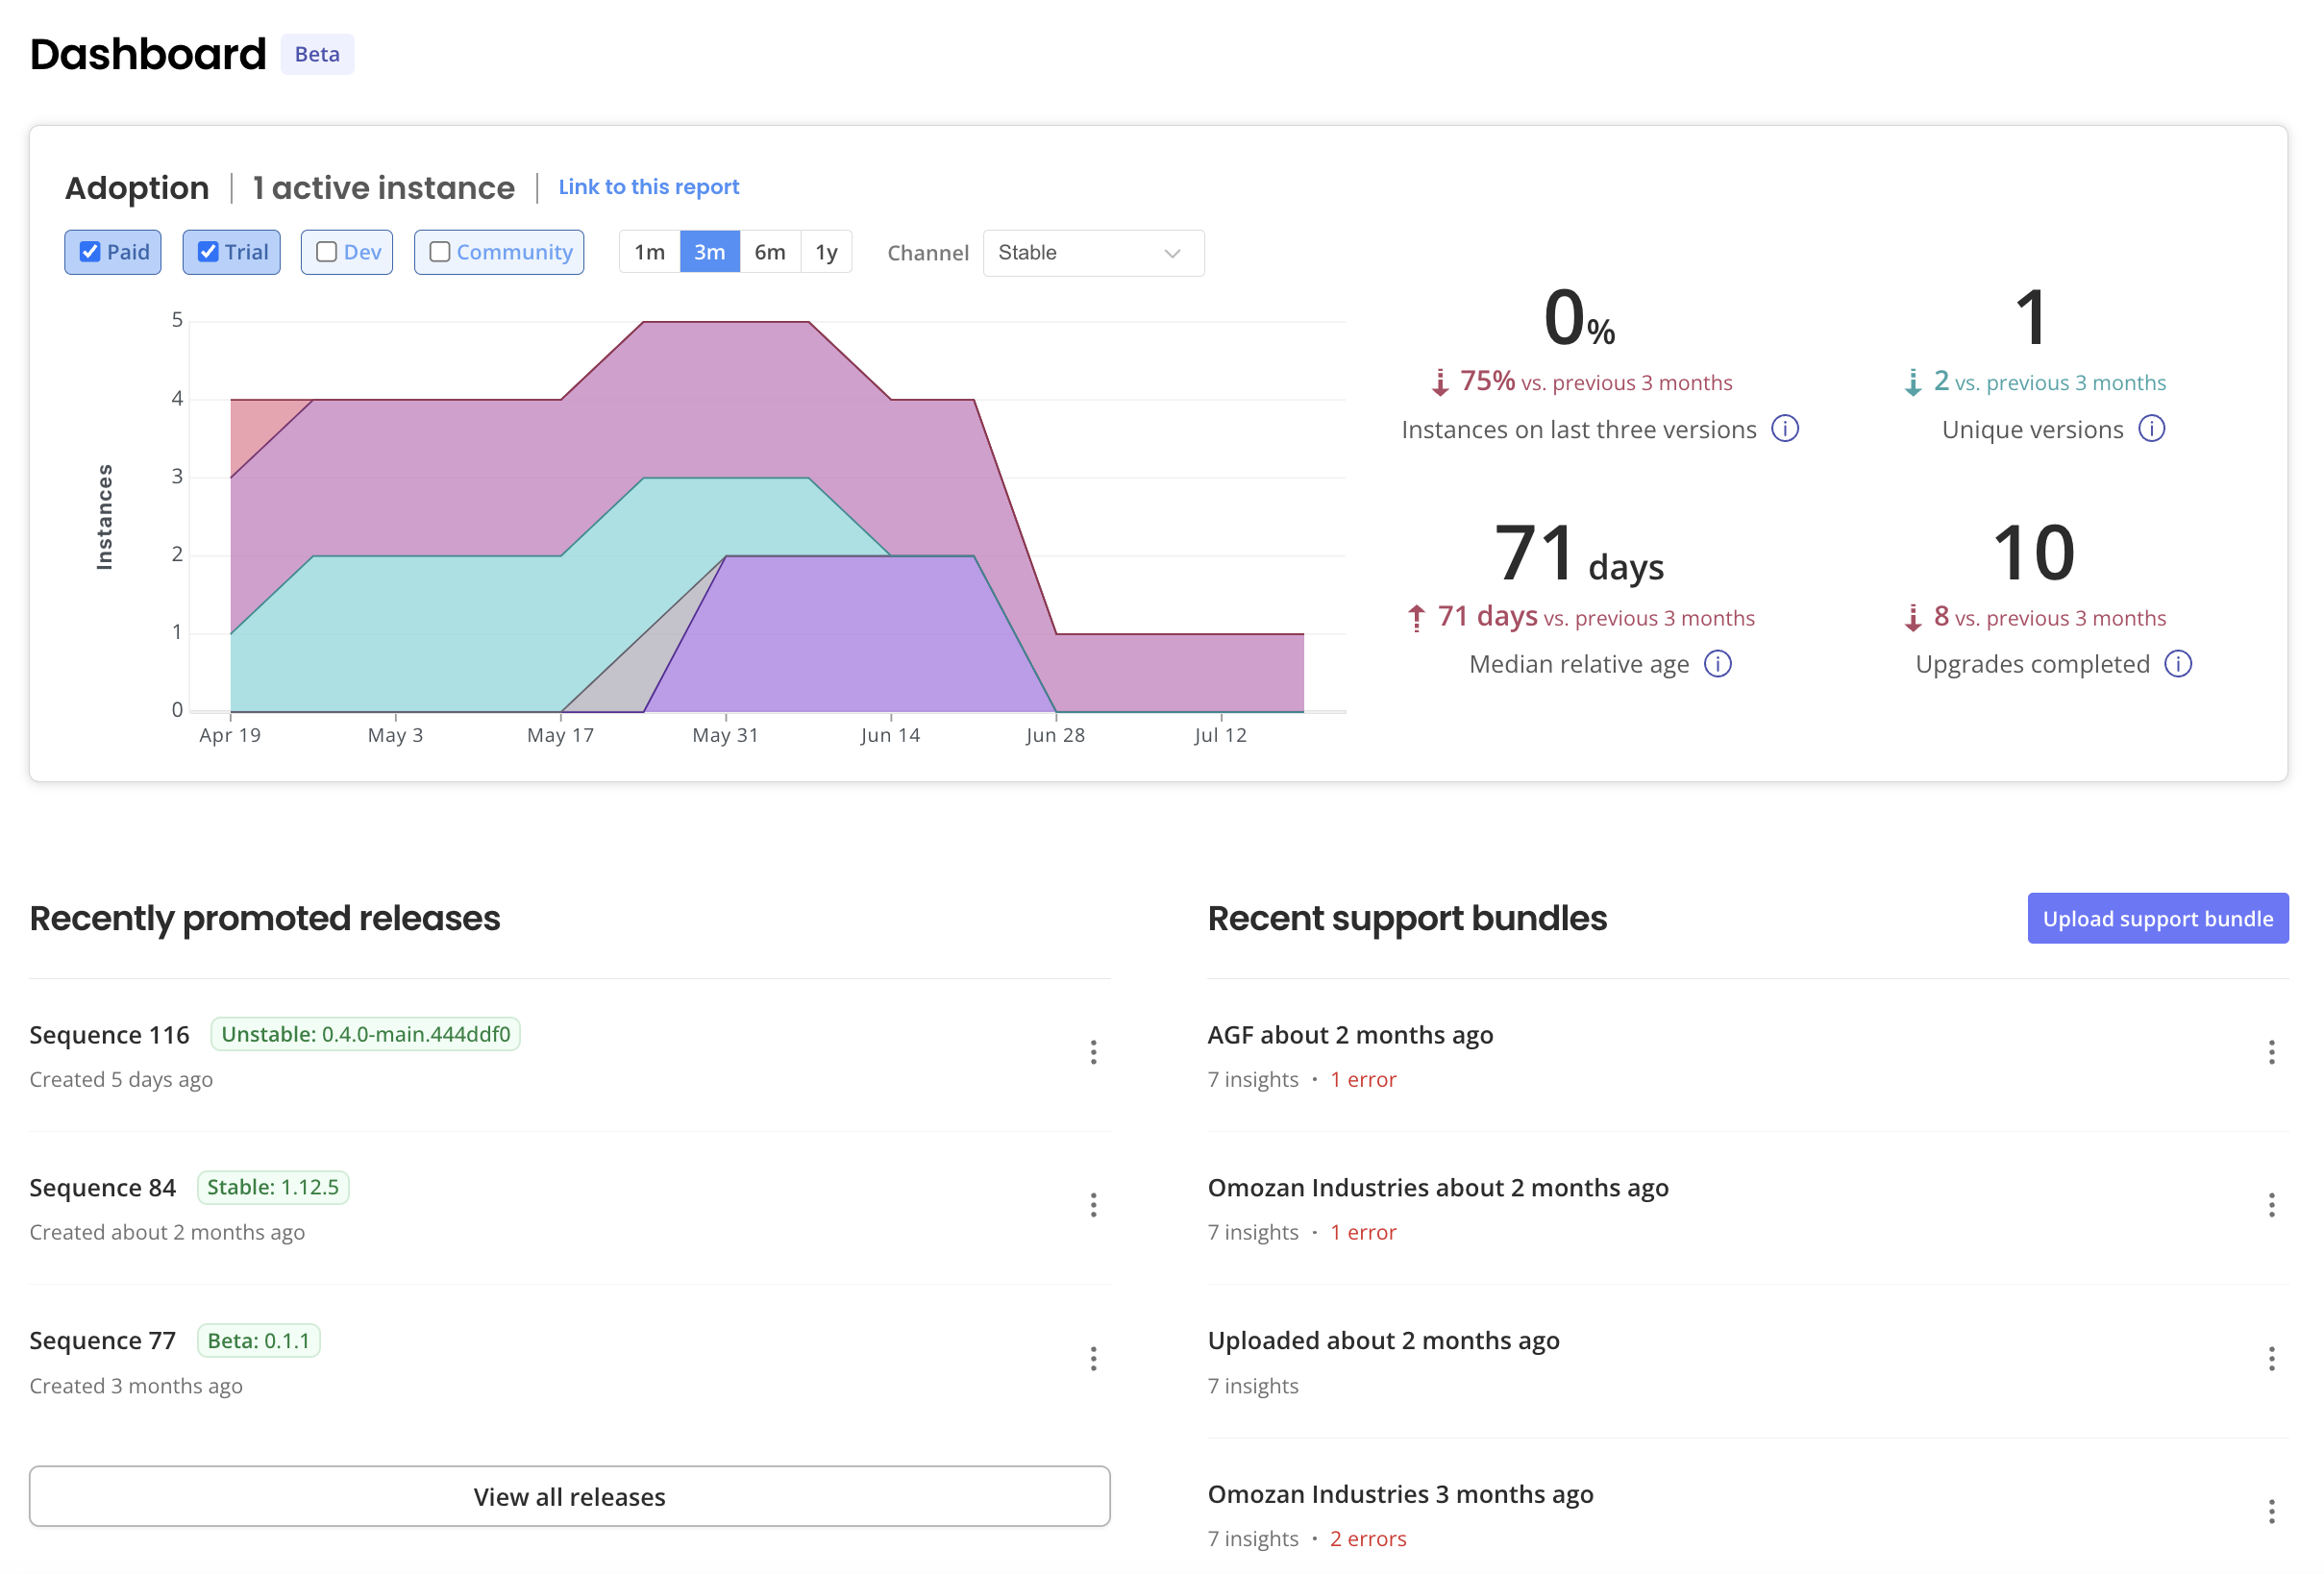 Dashboard Beta
Adoption | 1 active instance | Link to this report
Paid Trial Dev Community 1m 3m 6m 1y Channel Stable
Instances
5
4
3
2
1
0
Apr 19 May 3 May 17 May 31 Jun 14 Jun 28 Jul 12
0%
75% vs. previous 3 months
Instances on last three versions
1
2 vs. previous 3 months
Unique versions
71 days
71 days vs. previous 3 months
Median relative age
10
8 vs. previous 3 months
Upgrades completed
Recently promoted releases
Sequence 116 Unstable: 0.4.0-main.444ddf0
Created 5 days ago
Sequence 84 Stable: 1.12.5
Created about 2 months ago
Sequence 77 Beta: 0.1.1
Created 3 months ago
View all releases
Recent support bundles
Upload support bundle
AGF about 2 months ago
7 insights · 1 error
Omozan Industries about 2 months ago
7 insights · 1 error
Uploaded about 2 months ago
7 insights
Omozan Industries 3 months ago
7 insights · 2 errors